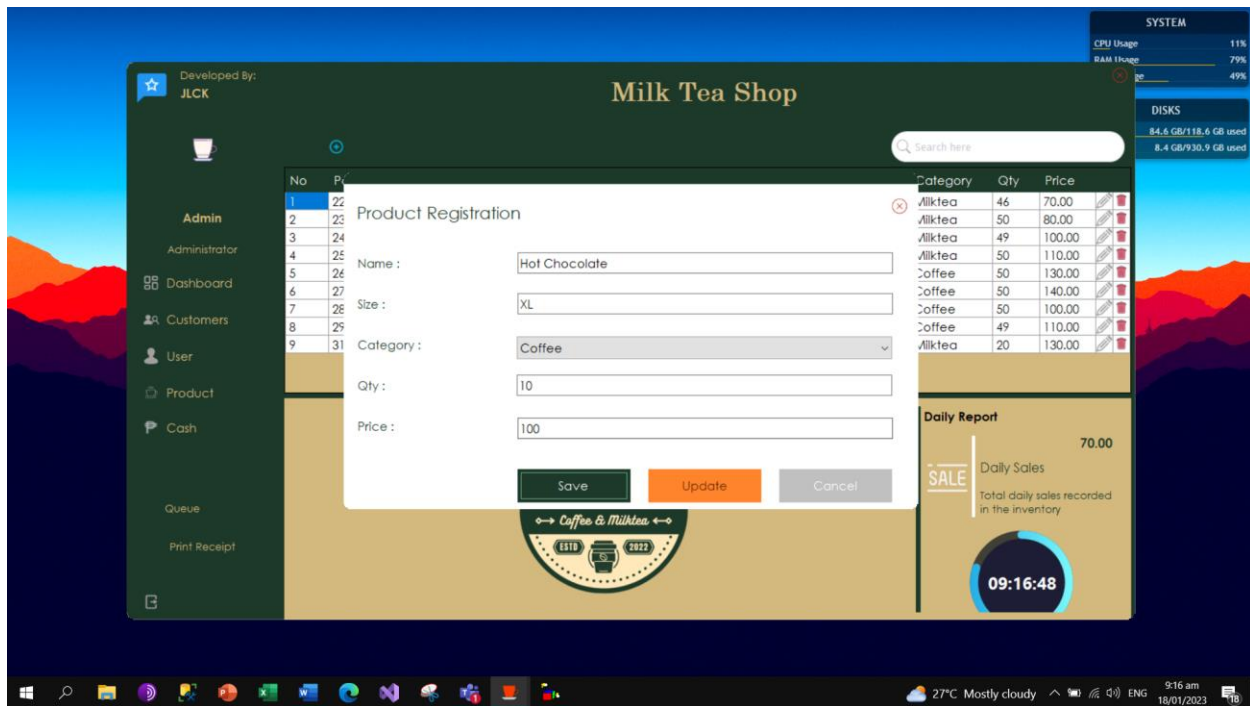 SYSTEM
CPU Usage 11%
RAM Usage 79%
ge 49%
DISKS
84.6 GB/118.6 GB used
8.4 GB/930.9 GB used
Developed By:
JLCK
Milk Tea Shop
Search here
Admin
Administrator
Dashboard
Customers
User
Product
Cash
Queue
Print Receipt
No
Category Qty Price
1 22 Milktea 46 70.00
2 23 Milktea 50 80.00
3 24 Milktea 49 100.00
4 25 Milktea 50 110.00
5 26 Coffee 50 130.00
6 27 Coffee 50 140.00
7 28 Coffee 50 100.00
8 29 Coffee 49 110.00
9 31 Milktea 20 130.00
Product Registration
Name : Hot Chocolate
Size : XL
Category : Coffee
Qty : 10
Price : 100
Save Update Cancel
Coffee & Milktea
ESTD 2022
Daily Report
70.00
SALE
Daily Sales
Total daily sales recorded
in the inventory
09:16:48
27°C Mostly cloudy ENG 9:16 am
18/01/2023
18